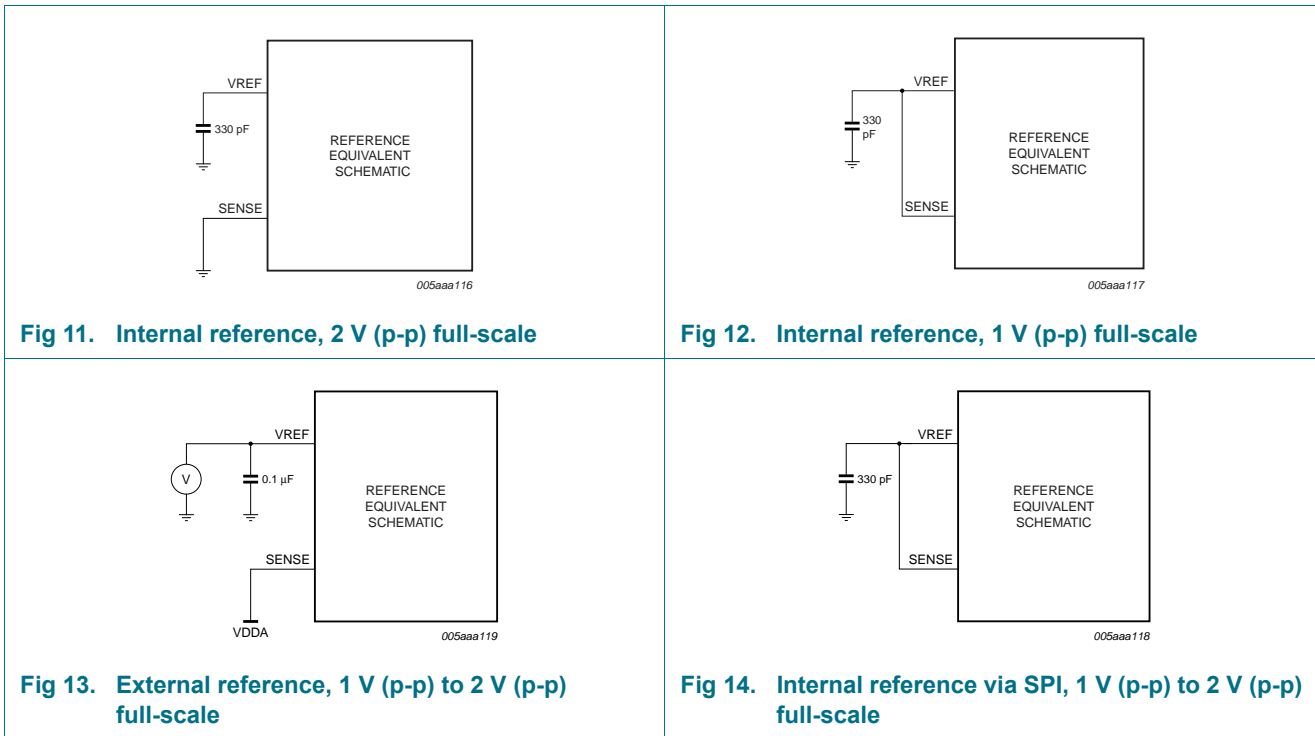 VREF
330 pF
REFERENCE
EQUIVALENT
SCHEMATIC
SENSE
005aaa116
Fig 11. Internal reference, 2 V (p-p) full-scale
VREF
330
pF
REFERENCE
EQUIVALENT
SCHEMATIC
SENSE
005aaa117
Fig 12. Internal reference, 1 V (p-p) full-scale
VREF
V
0.1 μF
REFERENCE
EQUIVALENT
SCHEMATIC
SENSE
VDDA
005aaa119
Fig 13. External reference, 1 V (p-p) to 2 V (p-p)
full-scale
VREF
330 pF
REFERENCE
EQUIVALENT
SCHEMATIC
SENSE
005aaa118
Fig 14. Internal reference via SPI, 1 V (p-p) to 2 V (p-p)
full-scale